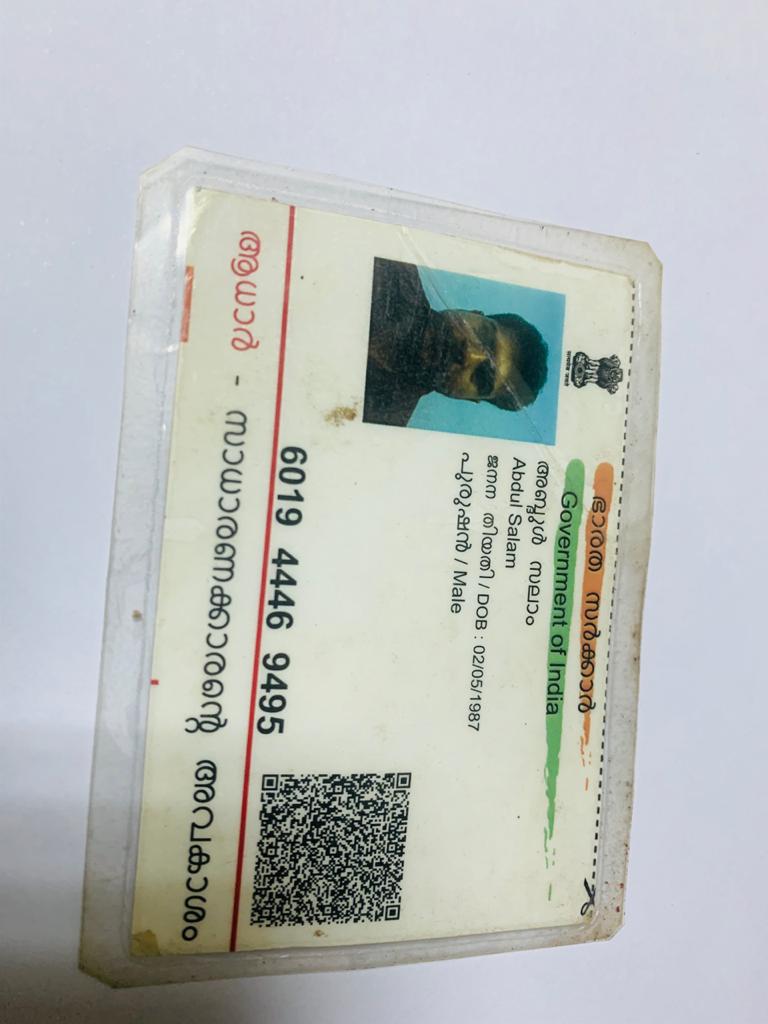 ഭാരത സർക്കാർ
Government of India
അബ്ദുൾ സലാം
Abdul Salam
ജനന തിയതി / DOB : 02/05/1987
പുരുഷൻ / Male
6019 4446 9495
ആധാർ - സാധാരണക്കാരന്റെ അവകാശം